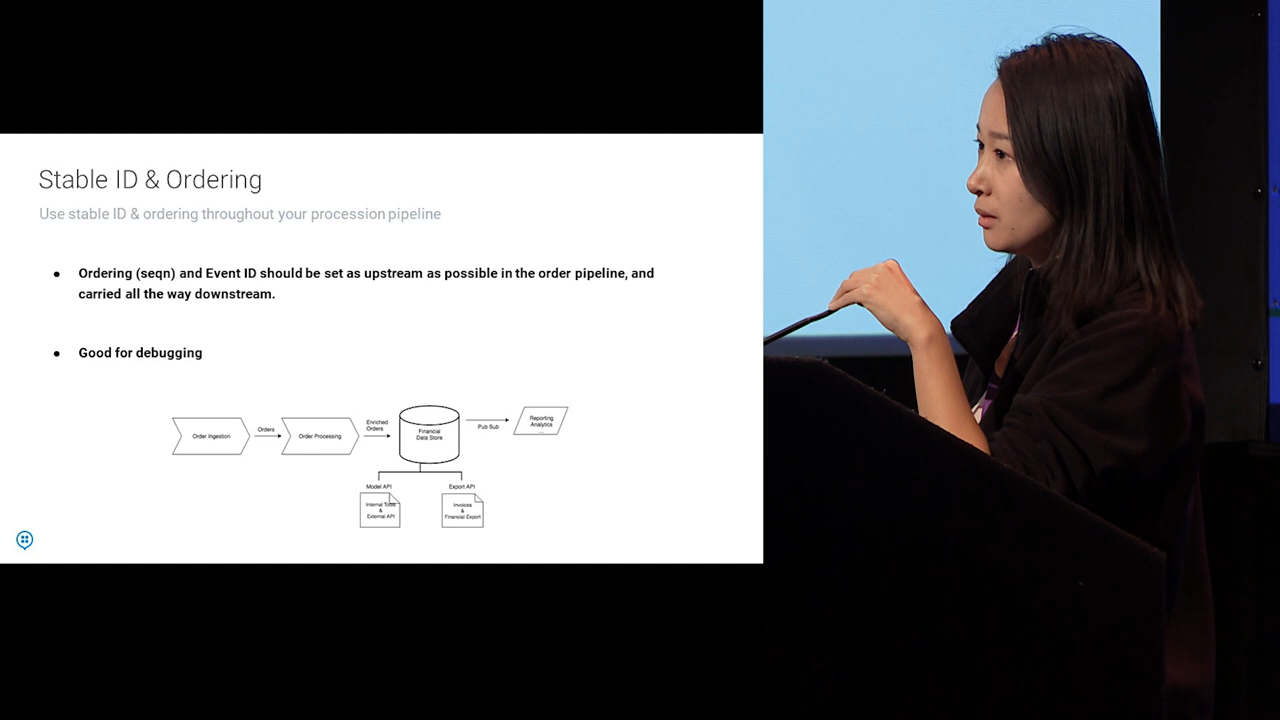 Stable ID & Ordering
Use stable ID & ordering throughout your procession pipeline
Ordering (seqn) and Event ID should be set as upstream as possible in the order pipeline, and
carried all the way downstream.
Good for debugging
Order Ingestion
Orders
Order Processing
Enriched
Orders
Financial
Data Store
Pub Sub
Reporting
Analytics
Model API
Internal Tools
&
External API
Export API
Invoices
&
Financial Export